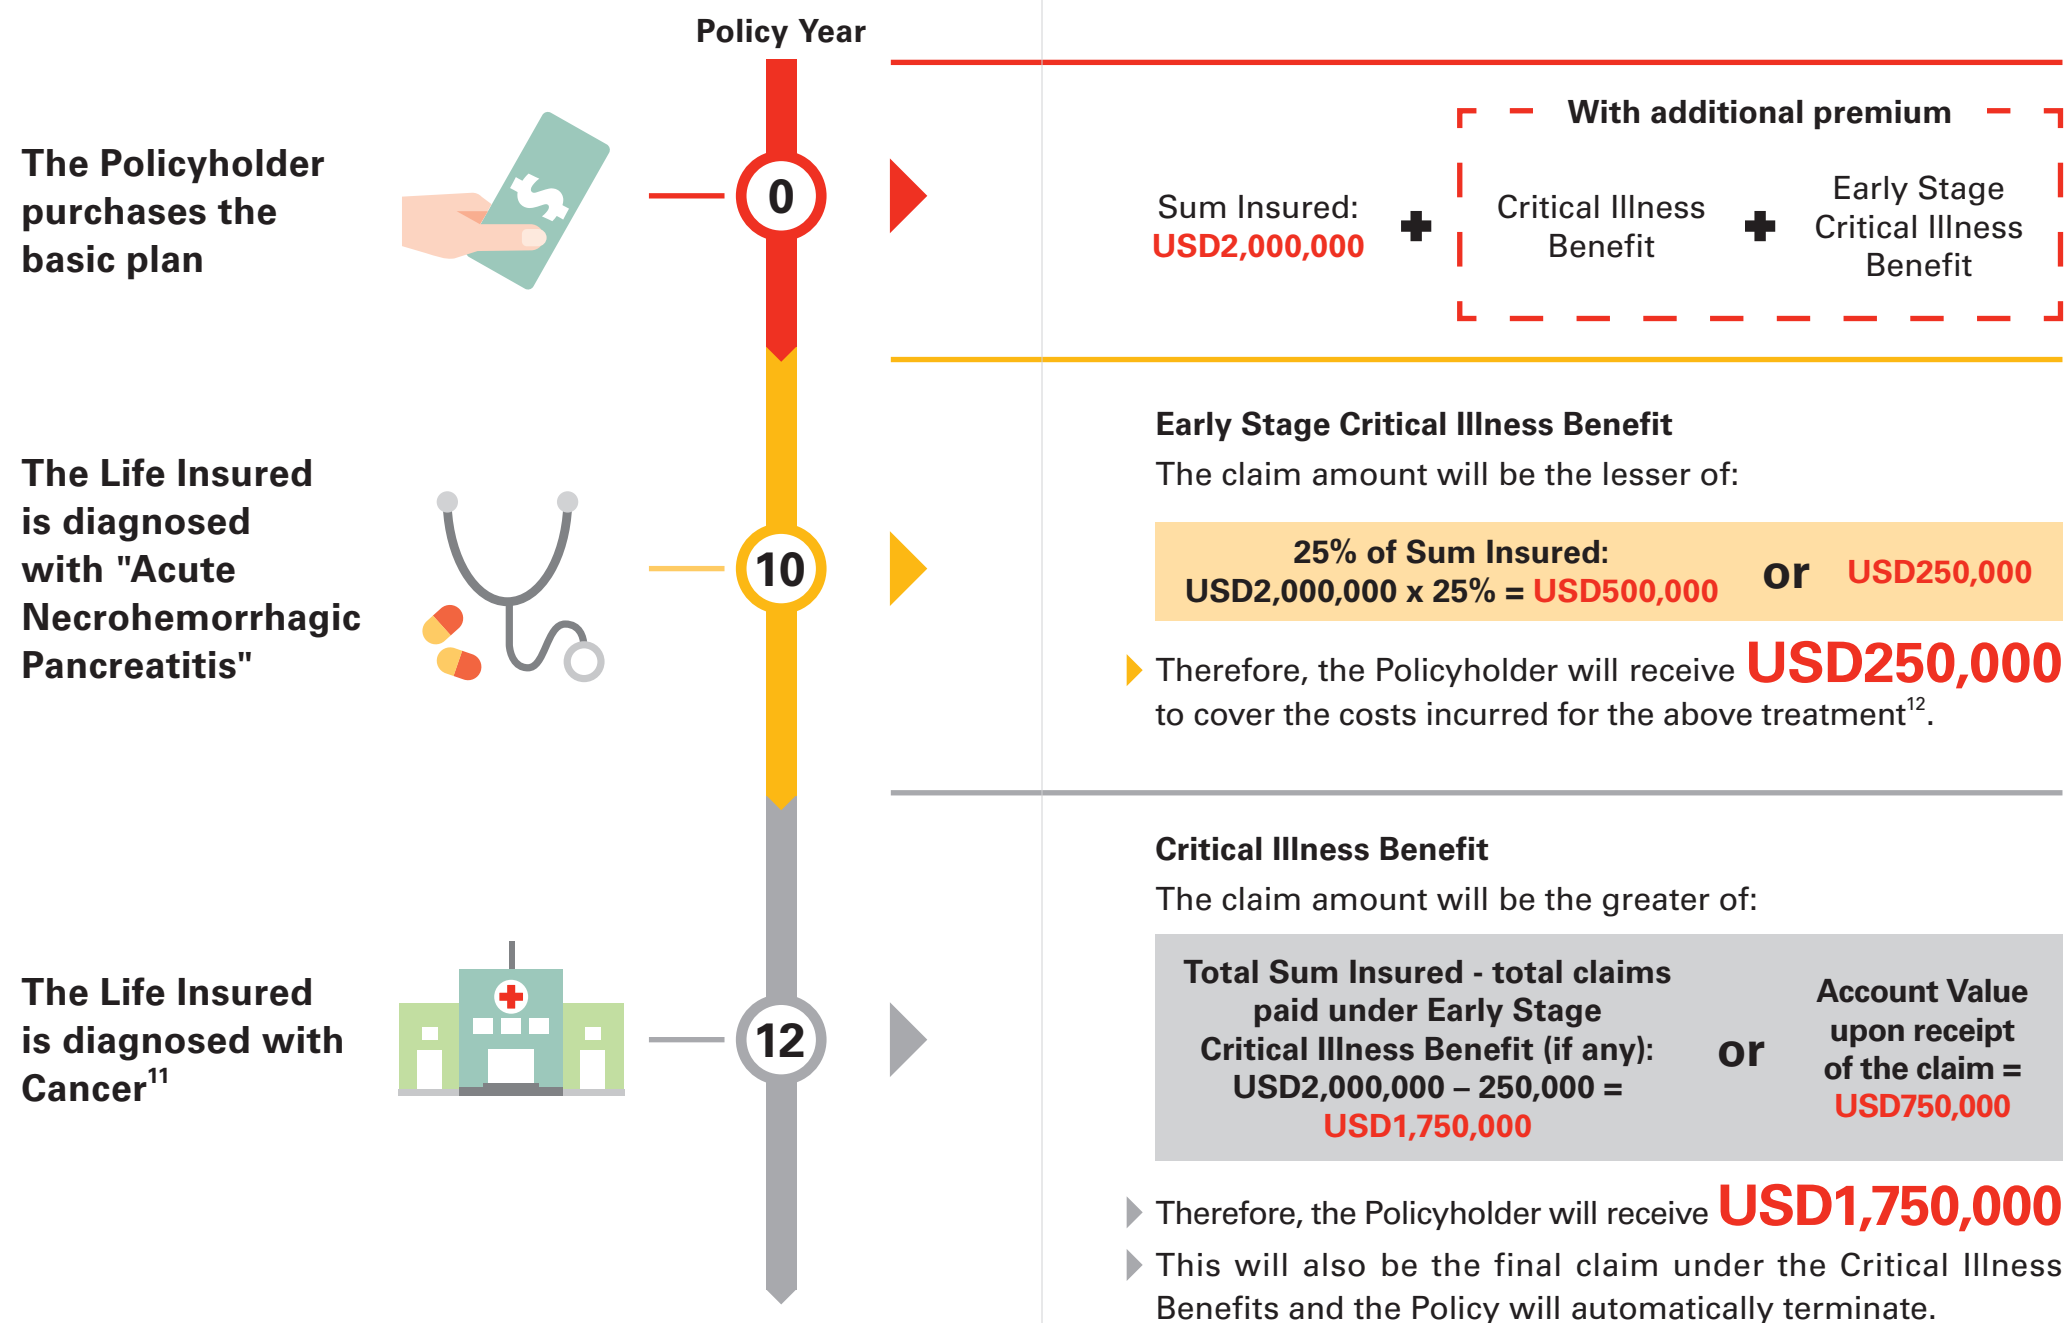 Policy Year
The Policyholder
purchases the
basic plan
$
0
Sum Insured:
USD2,000,000
With additional premium
Critical Illness
Benefit
Early Stage
Critical Illness
Benefit
The Life Insured
is diagnosed
with "Acute
Necrohemorrhagic
Pancreatitis"
10
Early Stage Critical Illness Benefit
The claim amount will be the lesser of:
25% of Sum Insured:
USD2,000,000 x 25% = USD500,000
or
USD250,000
Therefore, the Policyholder will receive USD250,000
to cover the costs incurred for the above treatment12.
The Life Insured
is diagnosed with
Cancer11
12
Critical Illness Benefit
The claim amount will be the greater of:
Total Sum Insured - total claims
paid under Early Stage
Critical Illness Benefit (if any):
USD2,000,000 – 250,000 =
USD1,750,000
or
Account Value
upon receipt
of the claim =
USD750,000
Therefore, the Policyholder will receive USD1,750,000
This will also be the final claim under the Critical Illness
Benefits and the Policy will automatically terminate.